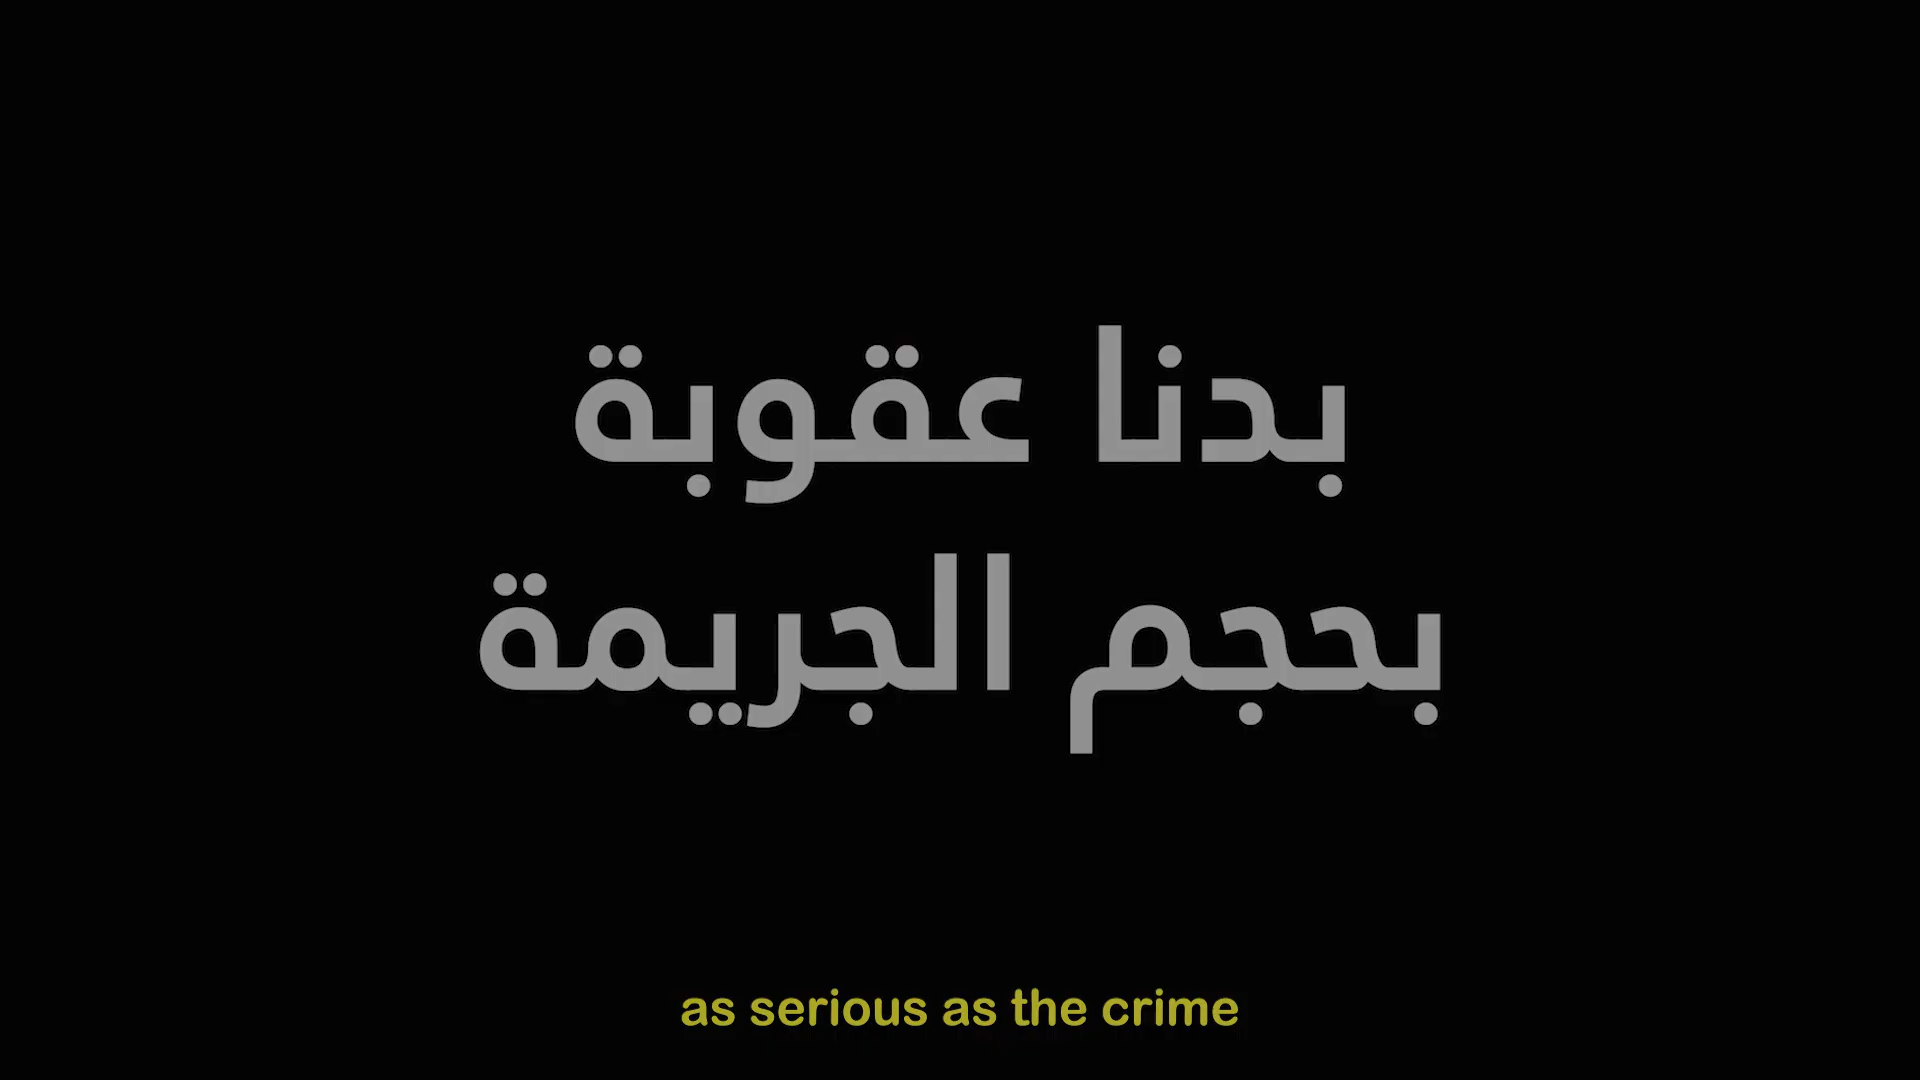 بدنا عقوبة
بحجم الجريمة
as serious as the crime